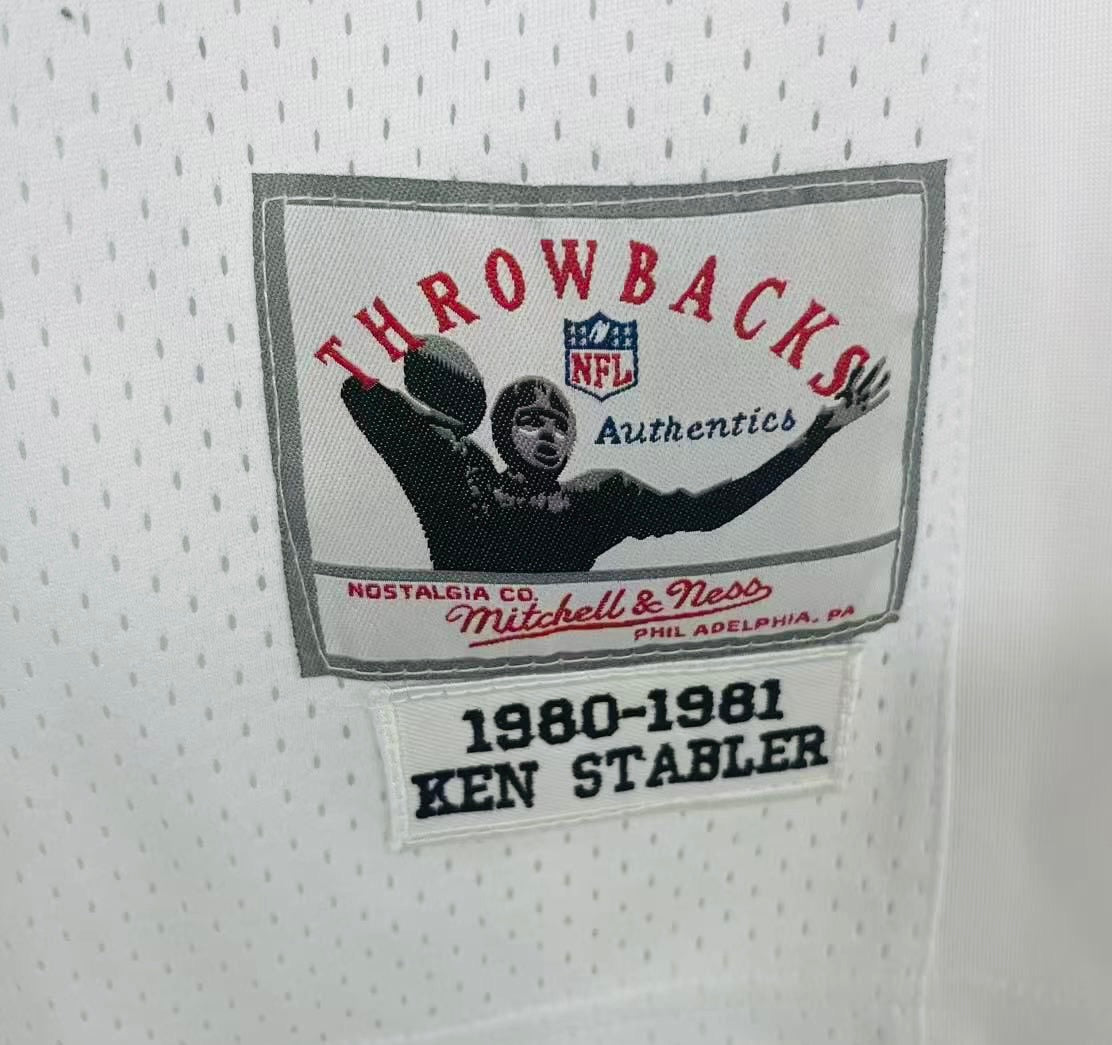 THROWBACKS
NFL
Authentics
NOSTALGIA CO.
Mitchell & Ness
PHILADELPHIA, PA
1980-1981
KEN STABLER